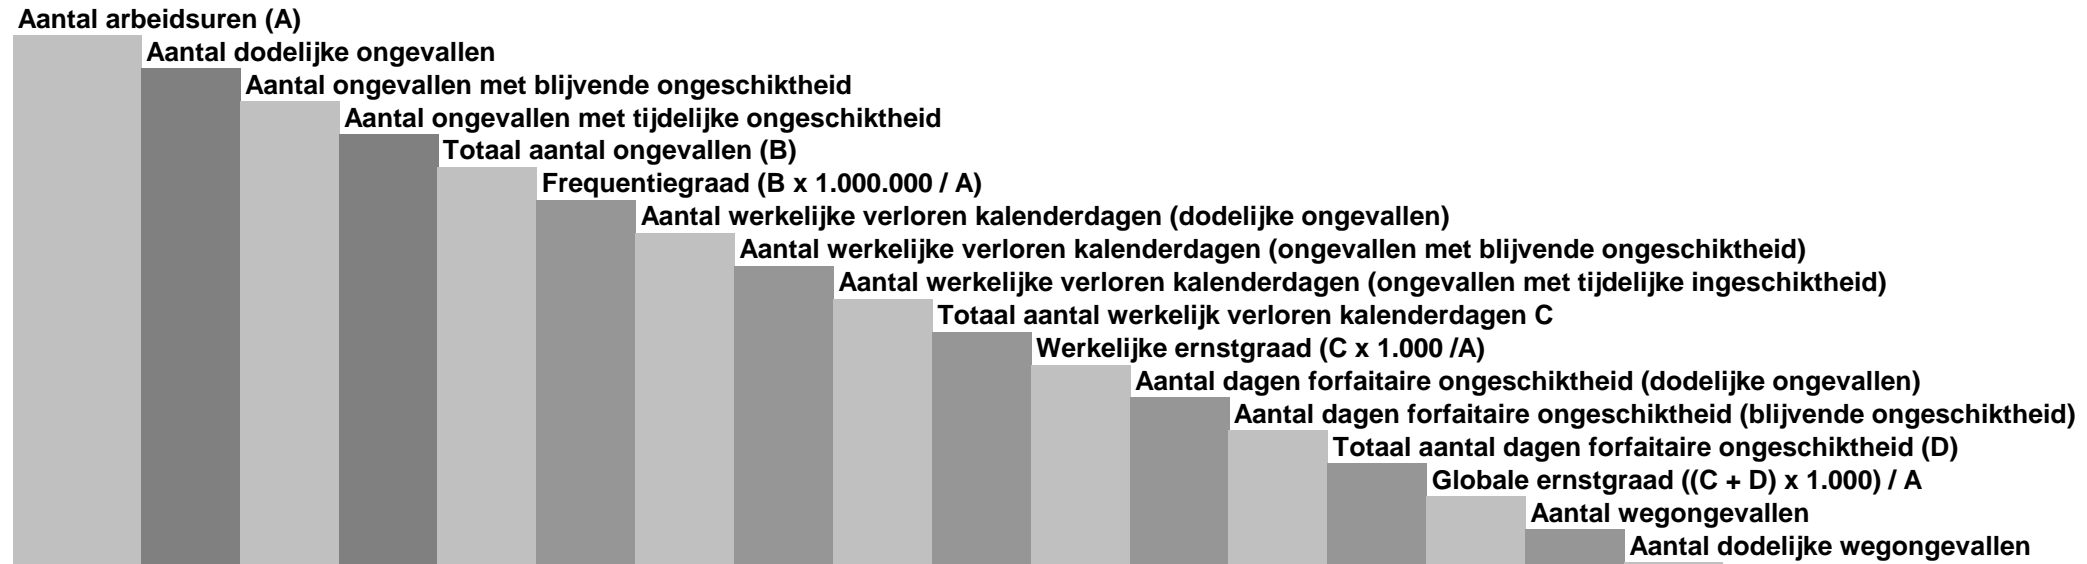 Aantal arbeidsuren (A)
Aantal dodelijke ongevallen
Aantal ongevallen met blijvende ongeschiktheid
Aantal ongevallen met tijdelijke ongeschiktheid
Totaal aantal ongevallen (B)
Frequentiegraad (B x 1.000.000 / A)
Aantal werkelijke verloren kalenderdagen (dodelijke ongevallen)
Aantal werkelijke verloren kalenderdagen (ongevallen met blijvende ongeschiktheid)
Aantal werkelijke verloren kalenderdagen (ongevallen met tijdelijke ingeschiktheid)
Totaal aantal werkelijk verloren kalenderdagen C
Werkelijke ernstgraad (C x 1.000 /A)
Aantal dagen forfaitaire ongeschiktheid (dodelijke ongevallen)
Aantal dagen forfaitaire ongeschiktheid (blijvende ongeschiktheid)
Totaal aantal dagen forfaitaire ongeschiktheid (D)
Globale ernstgraad ((C + D) x 1.000) / A
Aantal wegongevallen
Aantal dodelijke wegongevallen